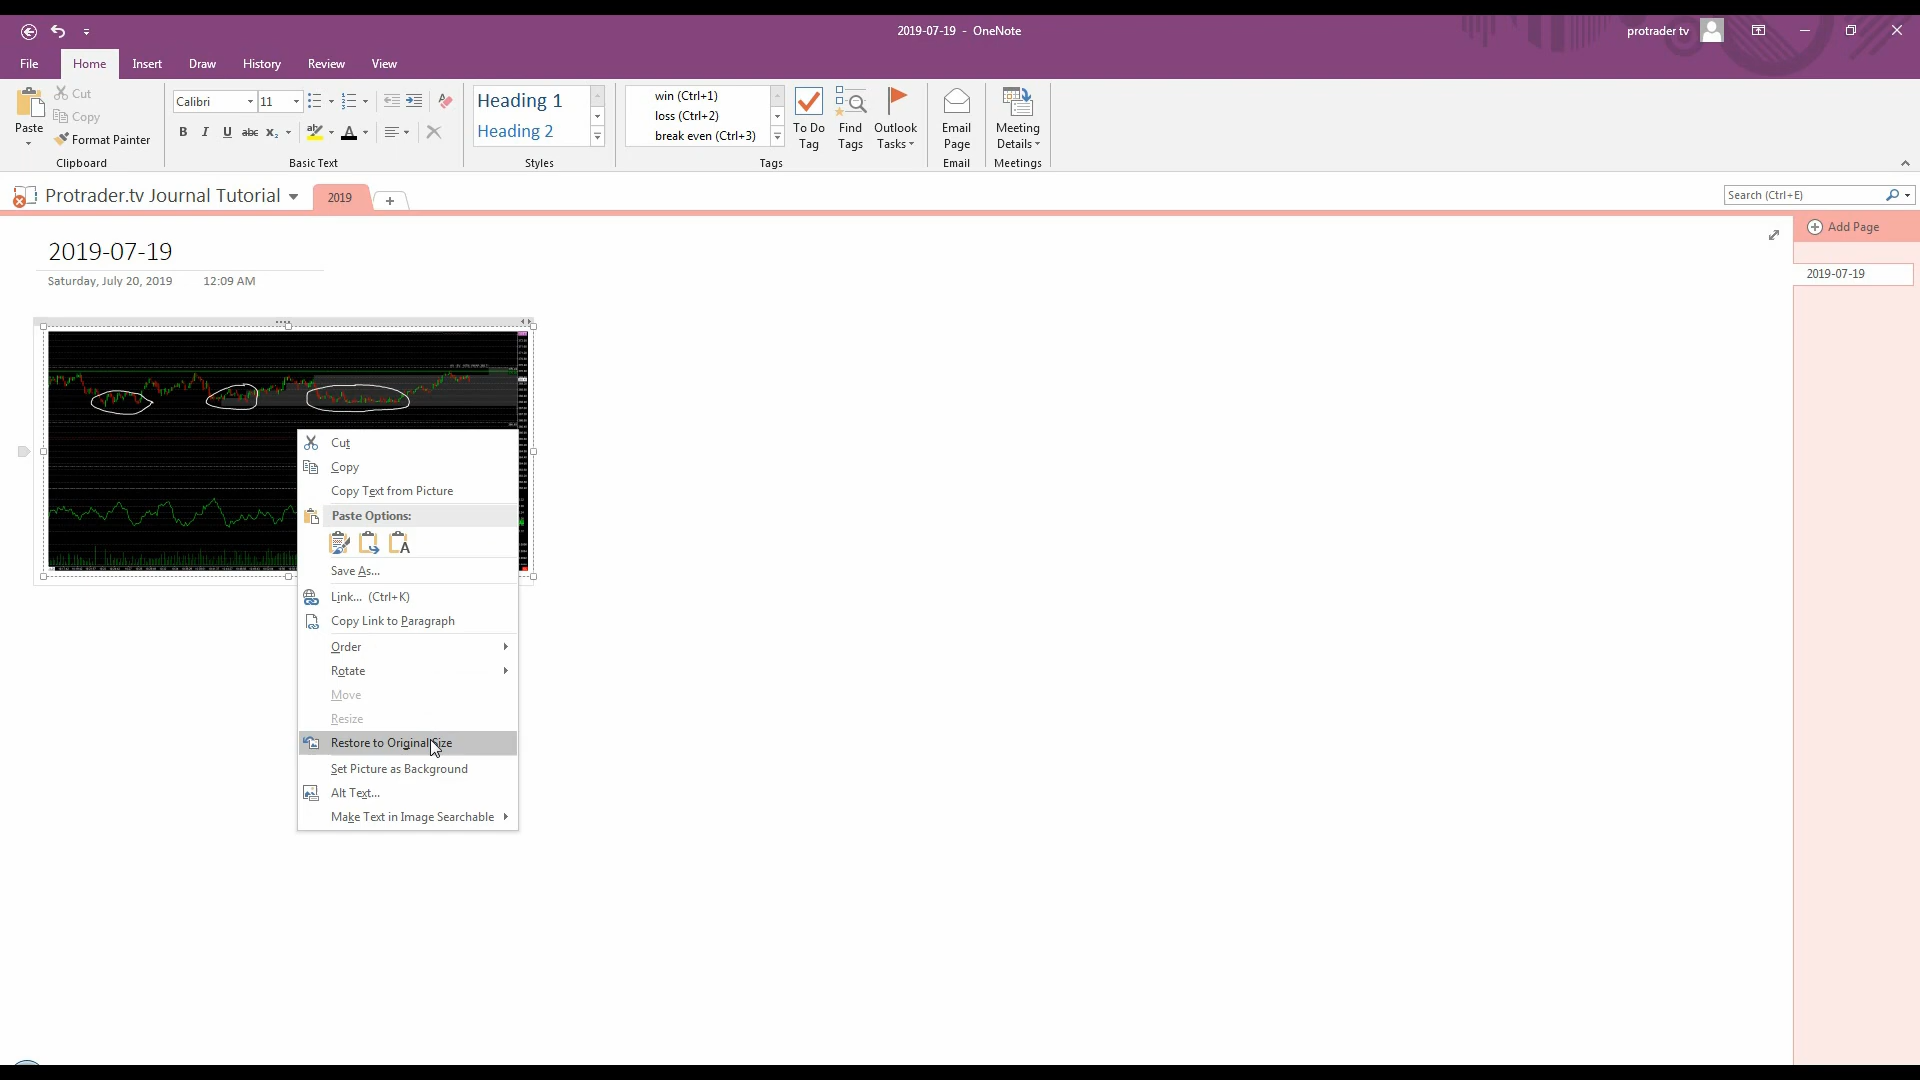 2019-07-19 - OneNote
protrader tv
File Home Insert Draw History Review View
Paste
Cut
Copy
Format Painter
Clipboard
Calibri 11
B I U abc X₂ A
Basic Text
Heading 1
Heading 2
Styles
win (Ctrl+1)
loss (Ctrl+2)
break even (Ctrl+3)
Tags
To Do
Tag
Find
Tags
Outlook
Tasks
Email
Page
Email
Meeting
Details
Meetings
Protrader.tv Journal Tutorial
2019
Search (Ctrl+E)
Add Page
2019-07-19
2019-07-19
Saturday, July 20, 2019 12:09 AM
Cut
Copy
Copy Text from Picture
Paste Options:
Save As...
Link... (Ctrl+K)
Copy Link to Paragraph
Order
Rotate
Move
Resize
Restore to Original Size
Set Picture as Background
Alt Text...
Make Text in Image Searchable